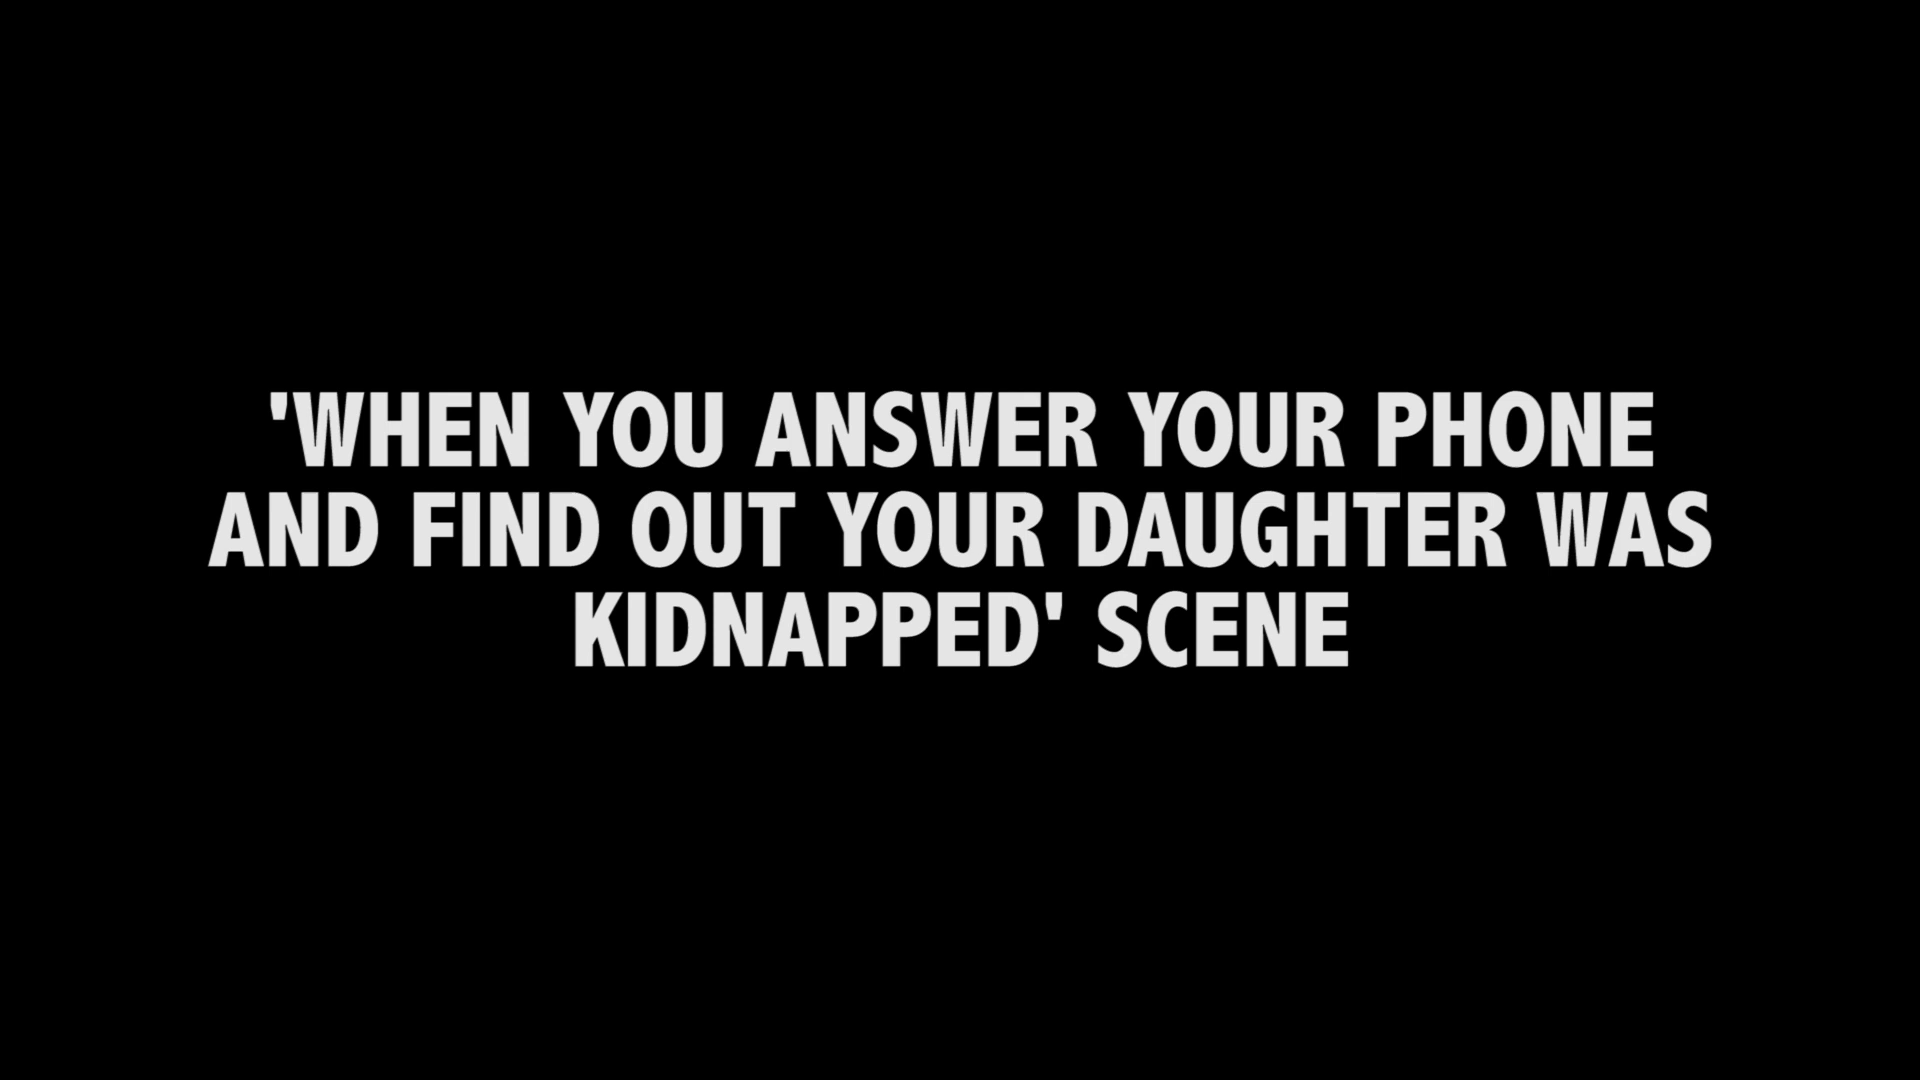 'WHEN YOU ANSWER YOUR PHONE
AND FIND OUT YOUR DAUGHTER WAS
KIDNAPPED' SCENE